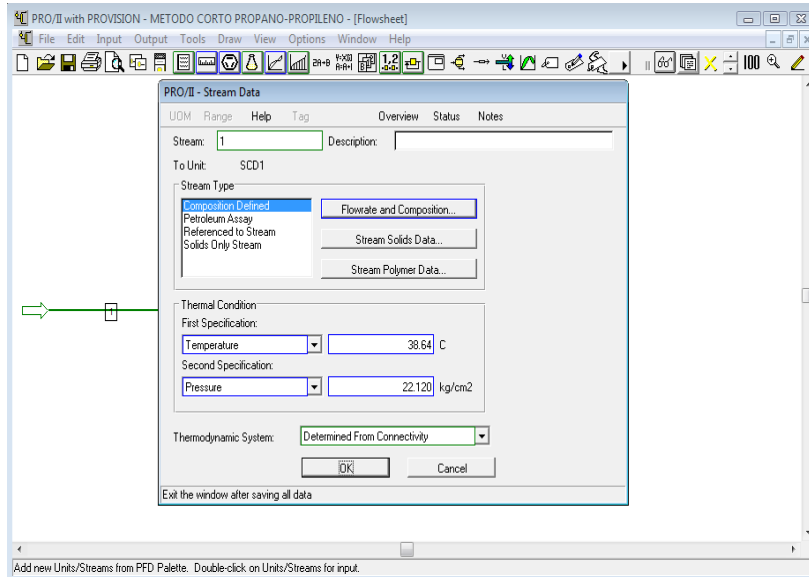 PRO/II with PROVISION - METODO CORTO PROPANO-PROPILENO - [Flowsheet]
File Edit Input Output Tools Draw View Options Window Help
100
PRO/II - Stream Data
UOM Range Help Tag Overview Status Notes
Stream: 1 Description:
To Unit: SCD1
Stream Type
Composition Defined
Petroleum Assay
Referenced to Stream
Solids Only Stream
Flowrate and Composition...
Stream Solids Data...
Stream Polymer Data...
1
Thermal Condition
First Specification:
Temperature 38.64 C
Second Specification:
Pressure 22.120 kg/cm2
Thermodynamic System: Determined From Connectivity
OK Cancel
Exit the window after saving all data
Add new Units/Streams from PFD Palette. Double-click on Units/Streams for input.